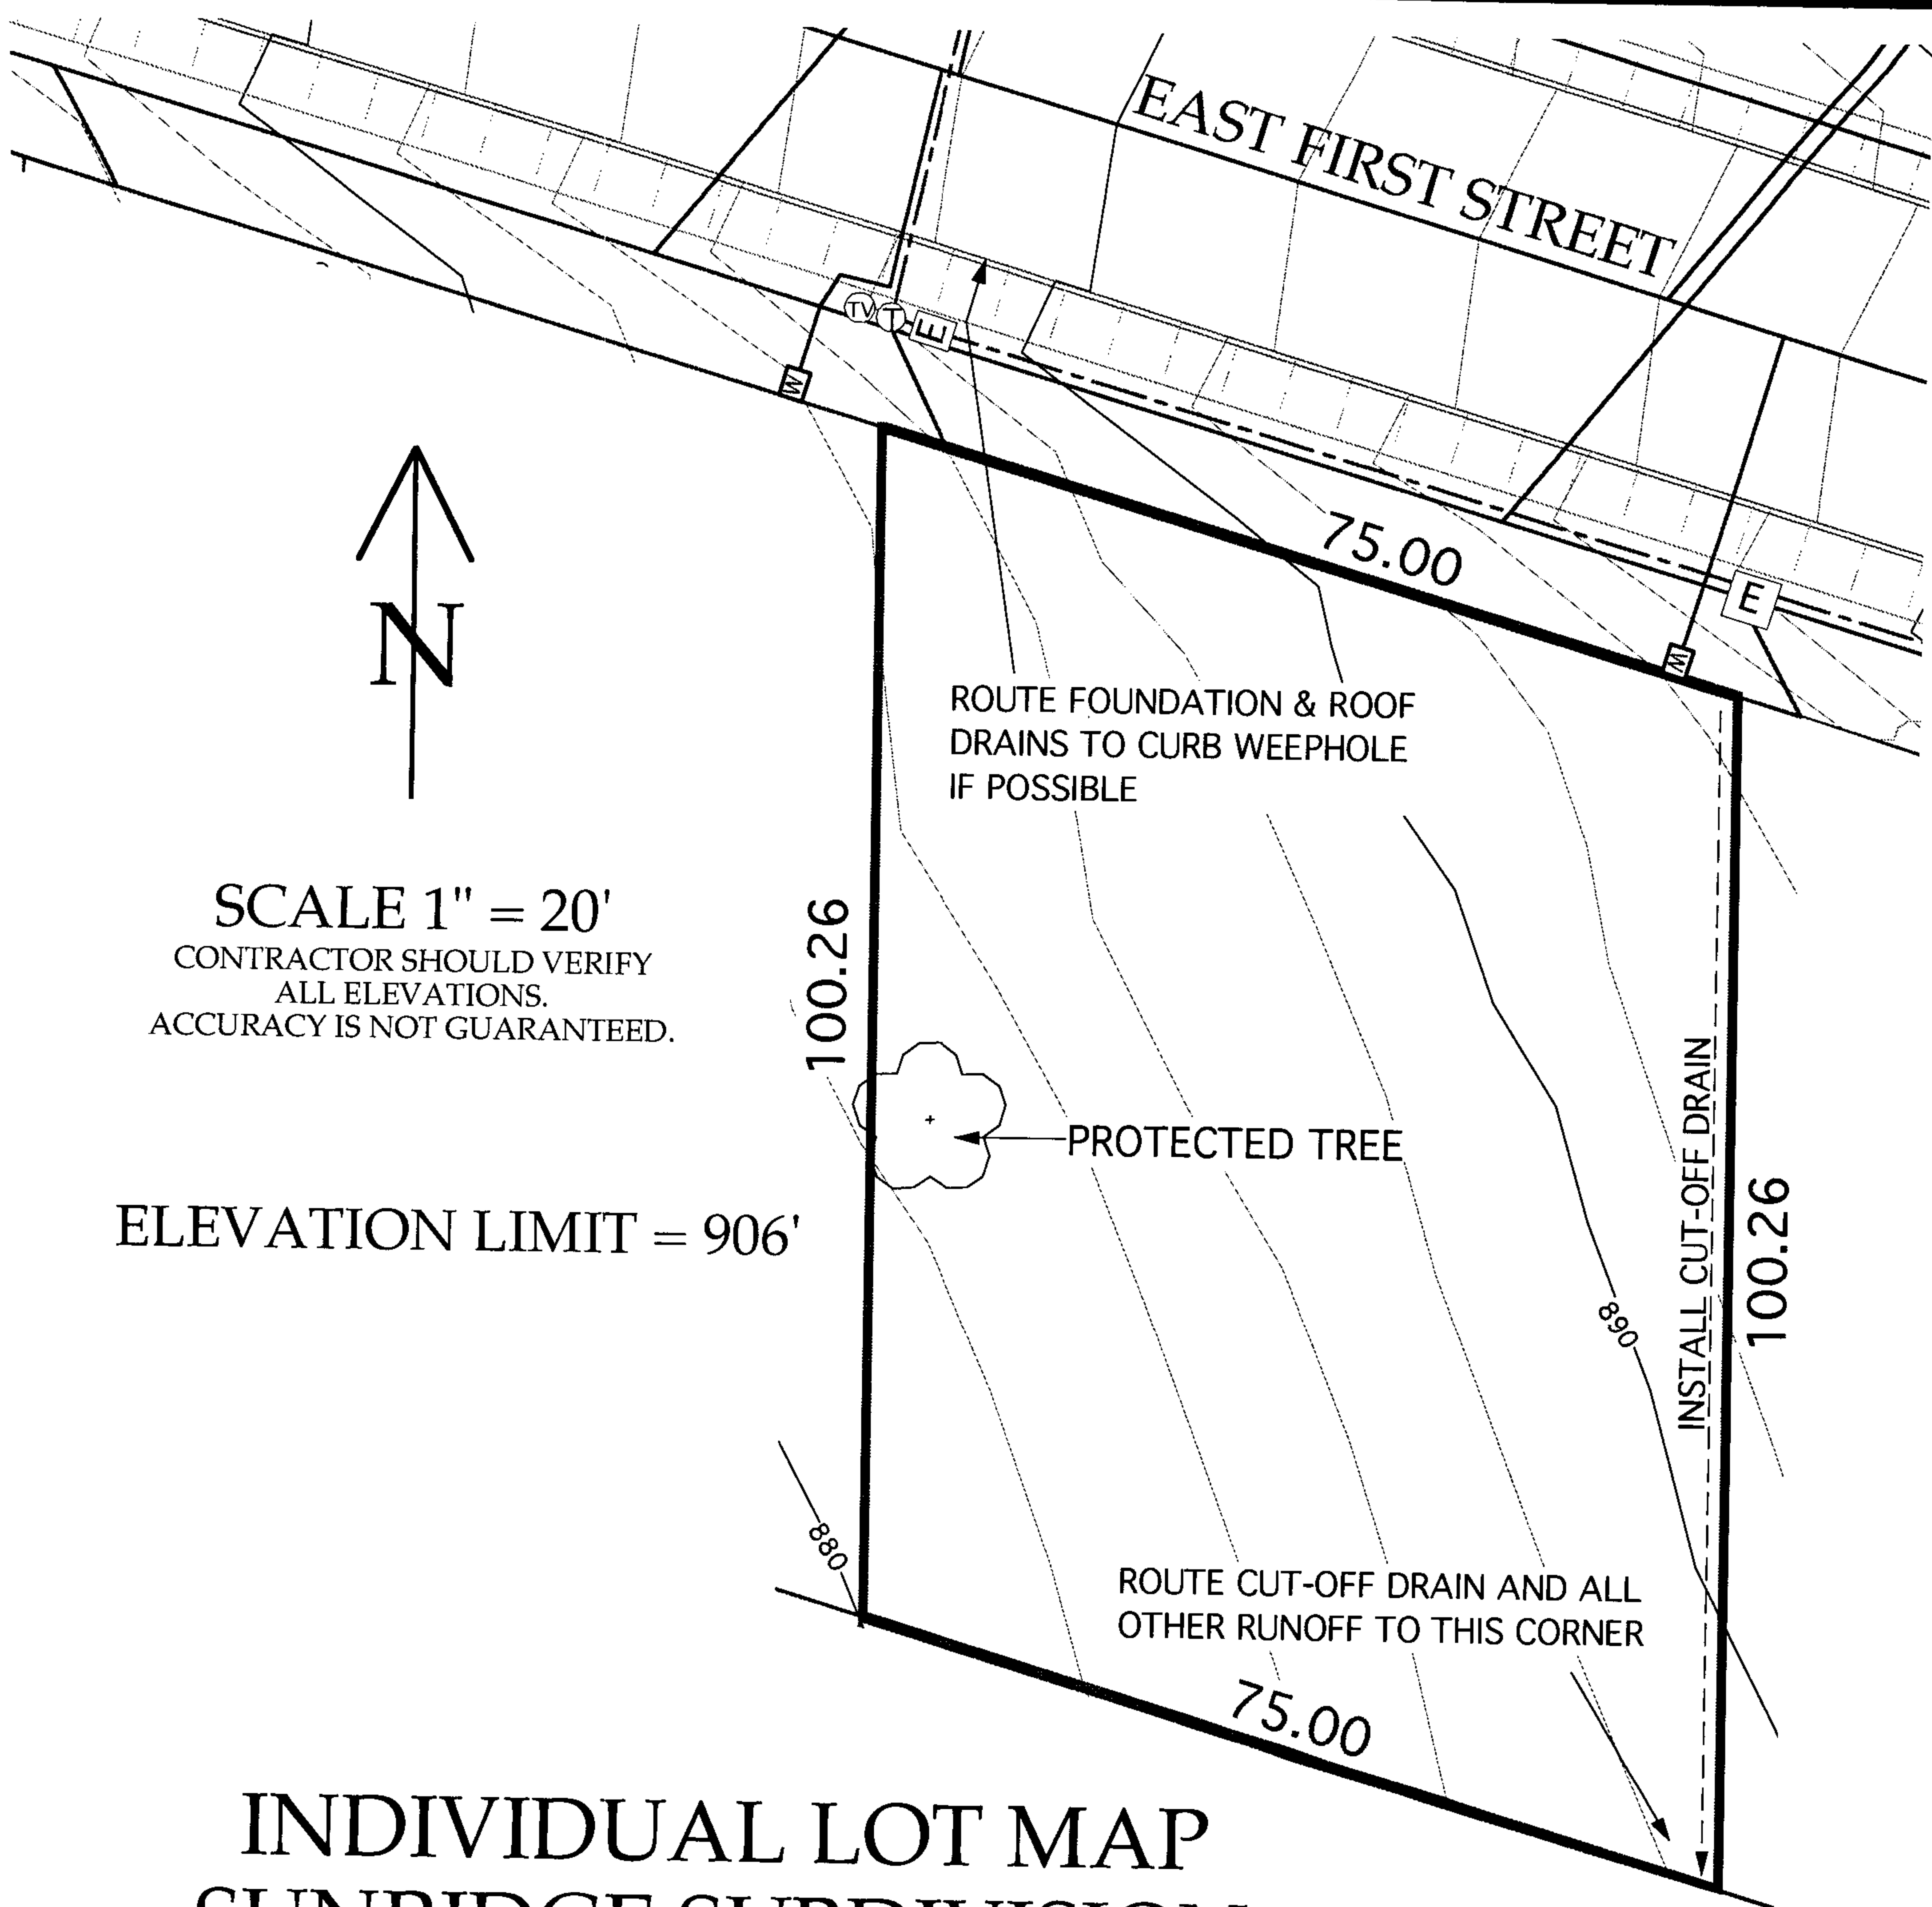 EAST FIRST STREET
TV
T
E
W
75.00
E
W
N
ROUTE FOUNDATION & ROOF
DRAINS TO CURB WEEPHOLE
IF POSSIBLE
SCALE 1" = 20'
CONTRACTOR SHOULD VERIFY
ALL ELEVATIONS.
ACCURACY IS NOT GUARANTEED.
100.26
PROTECTED TREE
INSTALL CUT-OFF DRAIN
100.26
ELEVATION LIMIT = 906'
890
880
ROUTE CUT-OFF DRAIN AND ALL
OTHER RUNOFF TO THIS CORNER
75.00
INDIVIDUAL LOT MAP
SUNRIDGE SUBDIVISION